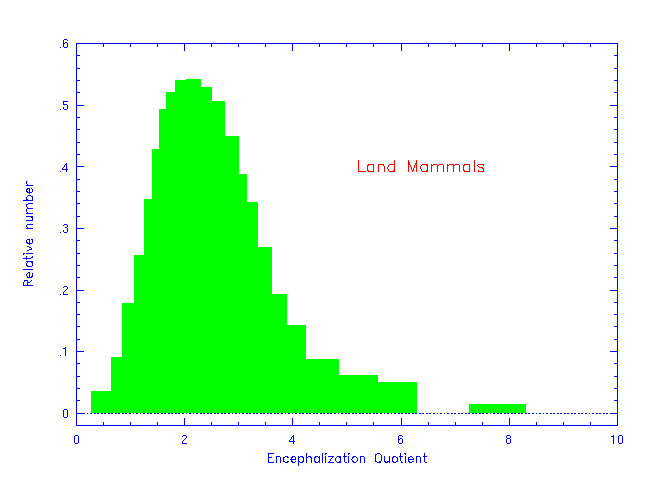 .6
.5
.4
.3
.2
.1
0
Relative number
Land Mammals
0 2 4 6 8 10
Encephalization Quotient